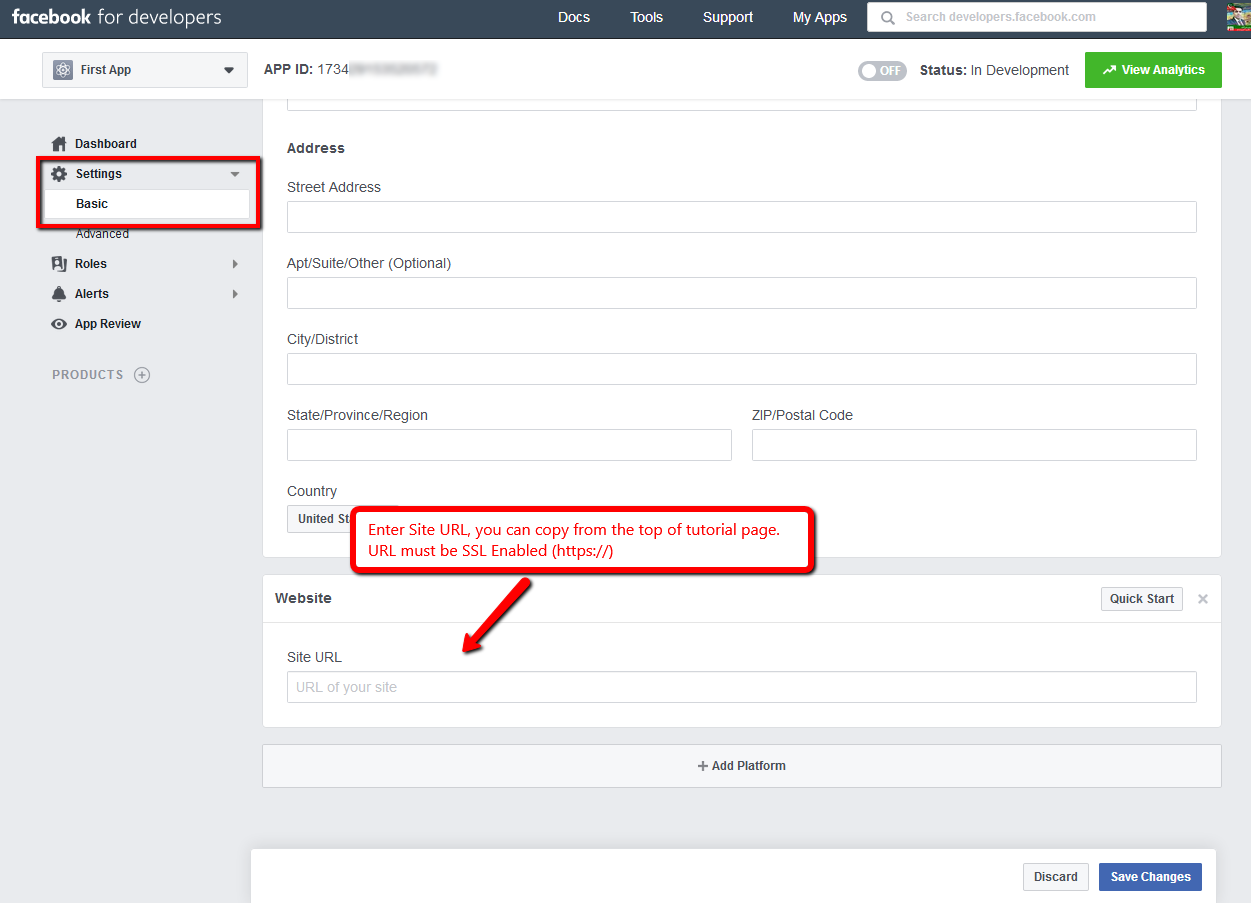 facebook for developers
Docs
Tools
Support
My Apps
Search developers.facebook.com
First App
APP ID: 1734
OFF
Status: In Development
View Analytics
Dashboard
Settings
Basic
Advanced
Roles
Alerts
App Review
PRODUCTS
Address
Street Address
Apt/Suite/Other (Optional)
City/District
State/Province/Region
ZIP/Postal Code
Country
United St
Enter Site URL, you can copy from the top of tutorial page.
URL must be SSL Enabled (https://)
Website
Quick Start
Site URL
URL of your site
Add Platform
Discard
Save Changes